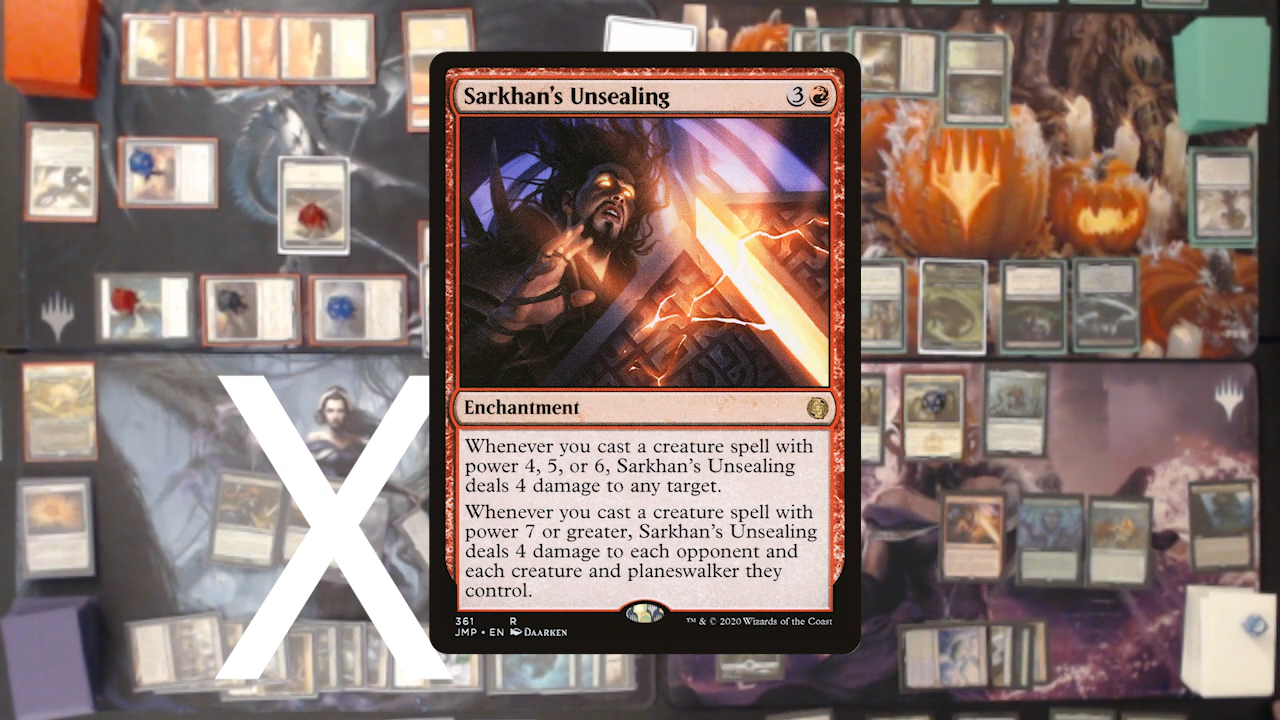 Sarkhan's Unsealing 3
Enchantment
Whenever you cast a creature spell with
power 4, 5, or 6, Sarkhan's Unsealing
deals 4 damage to any target.
Whenever you cast a creature spell with
power 7 or greater, Sarkhan's Unsealing
deals 4 damage to each opponent and
each creature and planeswalker they
control.
361 R
JMP • EN DAARKEN
™ & © 2020 Wizards of the Coast
X